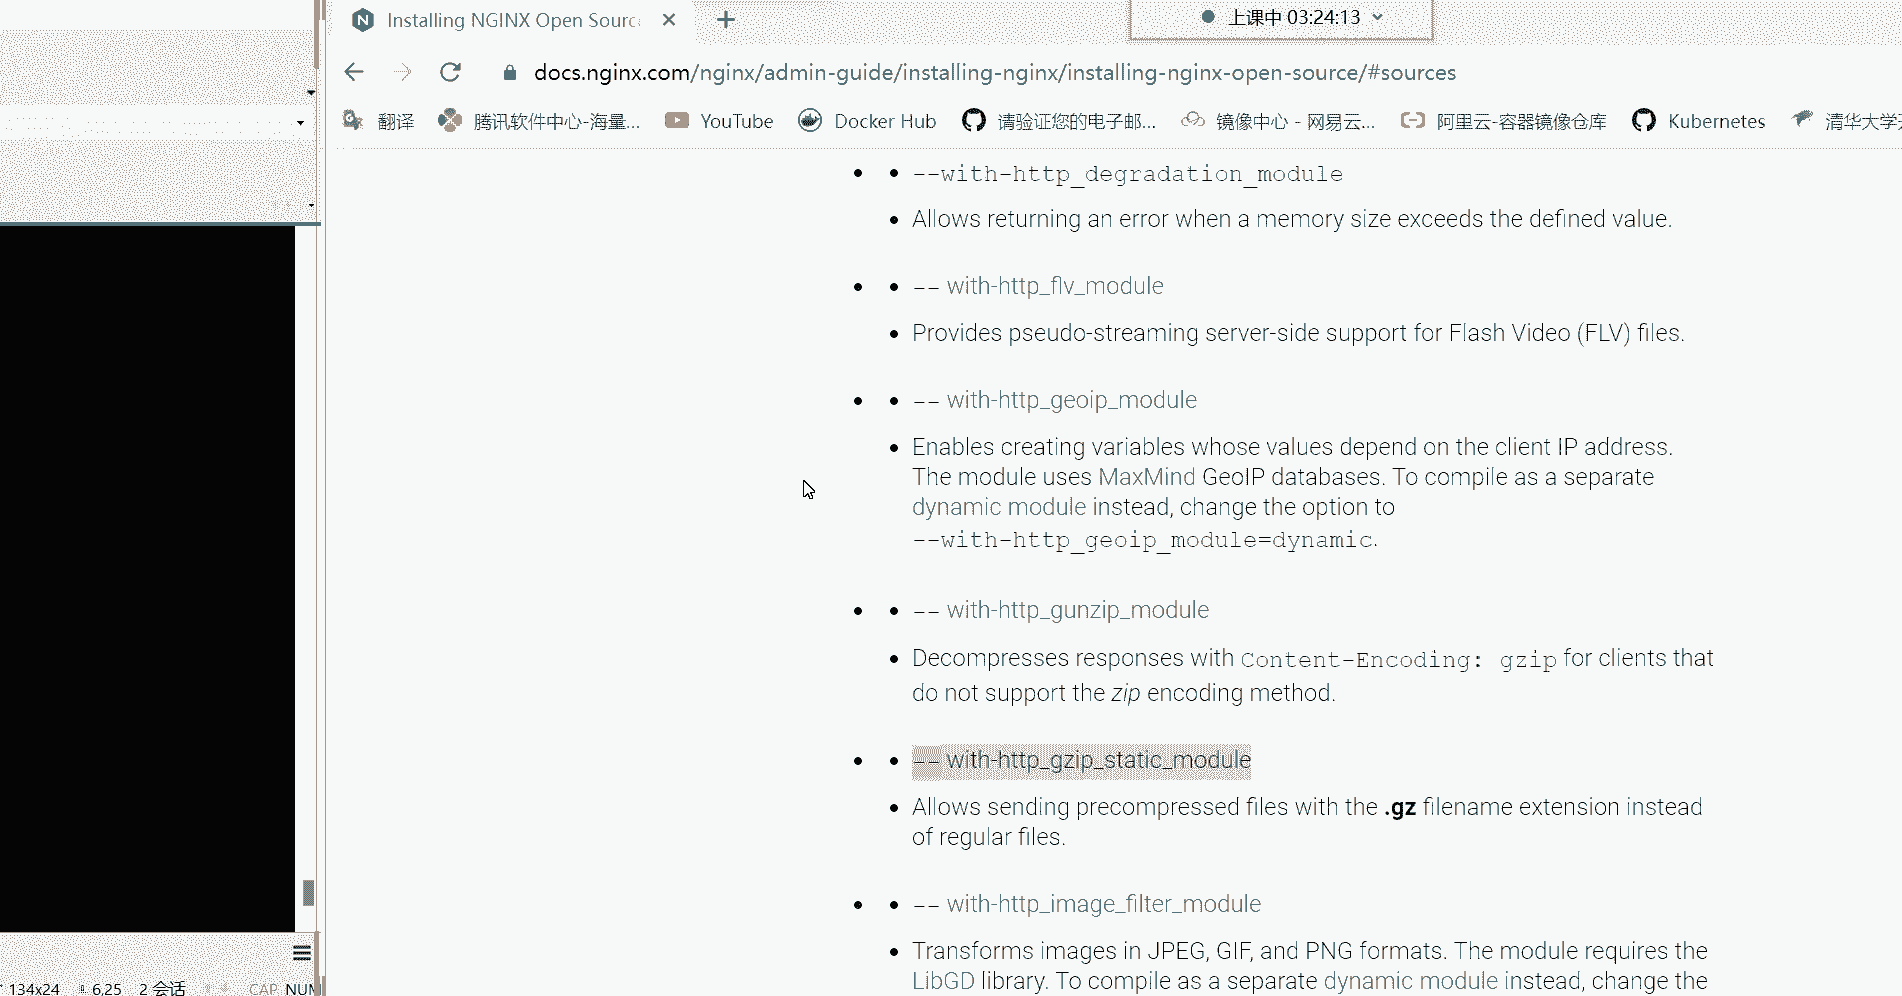 Installing NGINX Open Sourc
上课中 03:24:13
docs.nginx.com/nginx/admin-guide/installing-nginx/installing-nginx-open-source/#sources
翻译 腾讯软件中心-海量... YouTube Docker Hub 请验证您的电子邮... 镜像中心 - 网易云... 阿里云-容器镜像仓库 Kubernetes 清华大学
--with-http_degradation_module
Allows returning an error when a memory size exceeds the defined value.
-- with-http_flv_module
Provides pseudo-streaming server-side support for Flash Video (FLV) files.
-- with-http_geoip_module
Enables creating variables whose values depend on the client IP address.
The module uses MaxMind GeoIP databases. To compile as a separate
dynamic module instead, change the option to
--with-http_geoip_module=dynamic.
-- with-http_gunzip_module
Decompresses responses with Content-Encoding: gzip for clients that
do not support the zip encoding method.
-- with-http_gzip_static_module
Allows sending precompressed files with the .gz filename extension instead
of regular files.
-- with-http_image_filter_module
Transforms images in JPEG, GIF, and PNG formats. The module requires the
LibGD library. To compile as a separate dynamic module instead, change the
134x24 6,25 2 会话 CAP NUM